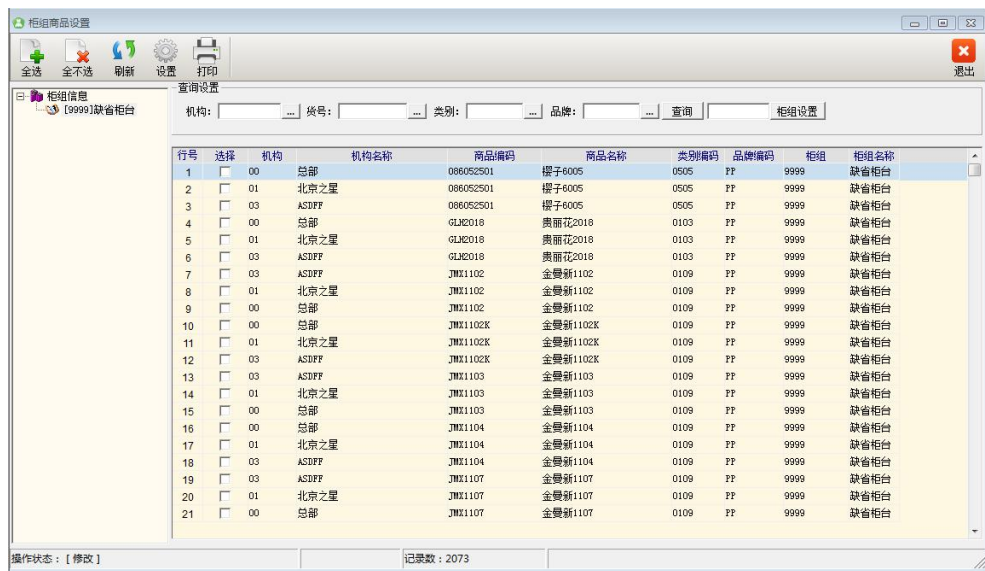 柜组商品设置
全选 全不选 刷新 设置 打印 退出
柜组信息
[9999]缺省柜台
查询设置
机构: ... 货号: ... 类别: ... 品牌: ... 查询 柜组设置
行号 选择 机构 机构名称 商品编码 商品名称 类别编码 品牌编码 柜组 柜组名称
1 00 总部 086052501 樱子6005 0505 PP 9999 缺省柜台
2 01 北京之星 086052501 樱子6005 0505 PP 9999 缺省柜台
3 03 ASDFF 086052501 樱子6005 0505 PP 9999 缺省柜台
4 00 总部 GLH2018 贵丽花2018 0103 PP 9999 缺省柜台
5 01 北京之星 GLH2018 贵丽花2018 0103 PP 9999 缺省柜台
6 03 ASDFF GLH2018 贵丽花2018 0103 PP 9999 缺省柜台
7 03 ASDFF JMX1102 金曼新1102 0109 PP 9999 缺省柜台
8 01 北京之星 JMX1102 金曼新1102 0109 PP 9999 缺省柜台
9 00 总部 JMX1102 金曼新1102 0109 PP 9999 缺省柜台
10 00 总部 JMX1102K 金曼新1102K 0109 PP 9999 缺省柜台
11 01 北京之星 JMX1102K 金曼新1102K 0109 PP 9999 缺省柜台
12 03 ASDFF JMX1102K 金曼新1102K 0109 PP 9999 缺省柜台
13 03 ASDFF JMX1103 金曼新1103 0109 PP 9999 缺省柜台
14 01 北京之星 JMX1103 金曼新1103 0109 PP 9999 缺省柜台
15 00 总部 JMX1103 金曼新1103 0109 PP 9999 缺省柜台
16 00 总部 JMX1104 金曼新1104 0109 PP 9999 缺省柜台
17 01 北京之星 JMX1104 金曼新1104 0109 PP 9999 缺省柜台
18 03 ASDFF JMX1104 金曼新1104 0109 PP 9999 缺省柜台
19 03 ASDFF JMX1107 金曼新1107 0109 PP 9999 缺省柜台
20 01 北京之星 JMX1107 金曼新1107 0109 PP 9999 缺省柜台
21 00 总部 JMX1107 金曼新1107 0109 PP 9999 缺省柜台
操作状态：[ 修改 ] 记录数：2073